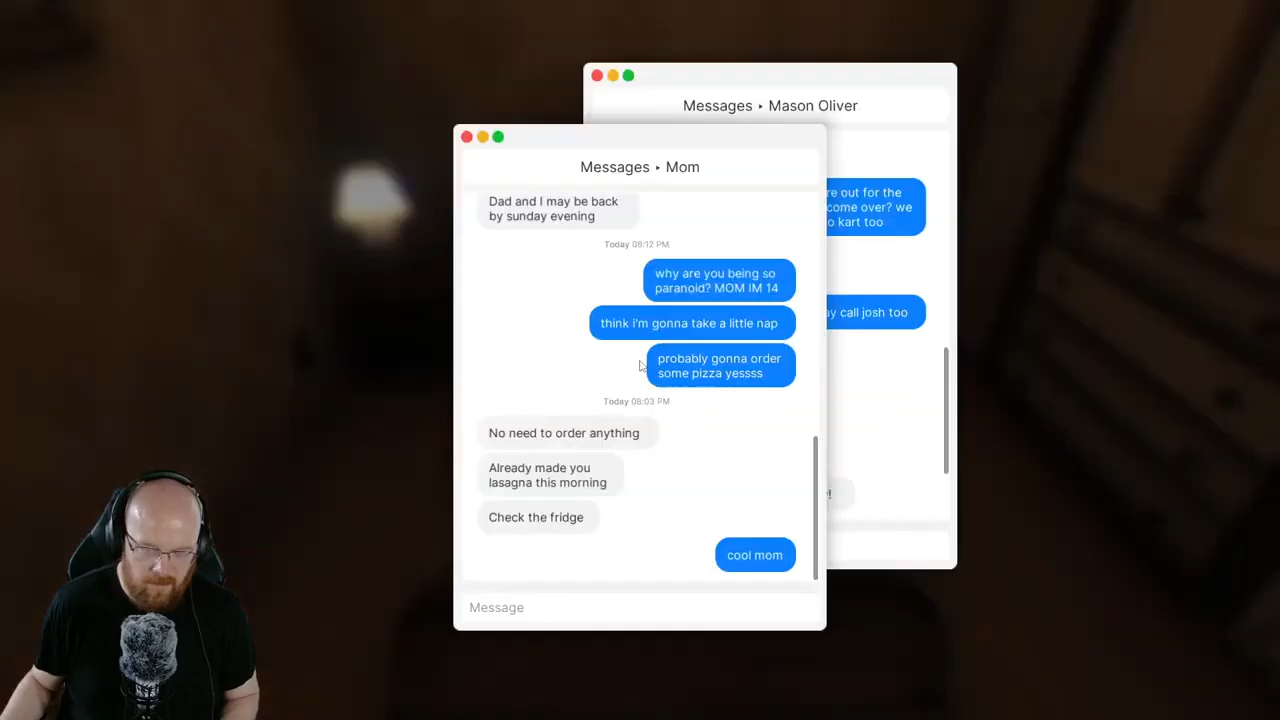 Messages ▸ Mason Oliver
re out for the
come over? we
o kart too
ay call josh too
!
Messages ▸ Mom
Dad and I may be back
by sunday evening
Today 06:12 PM
why are you being so
paranoid? MOM IM 14
think i'm gonna take a little nap
probably gonna order
some pizza yessss
Today 08:03 PM
No need to order anything
Already made you
lasagna this morning
Check the fridge
cool mom
Message